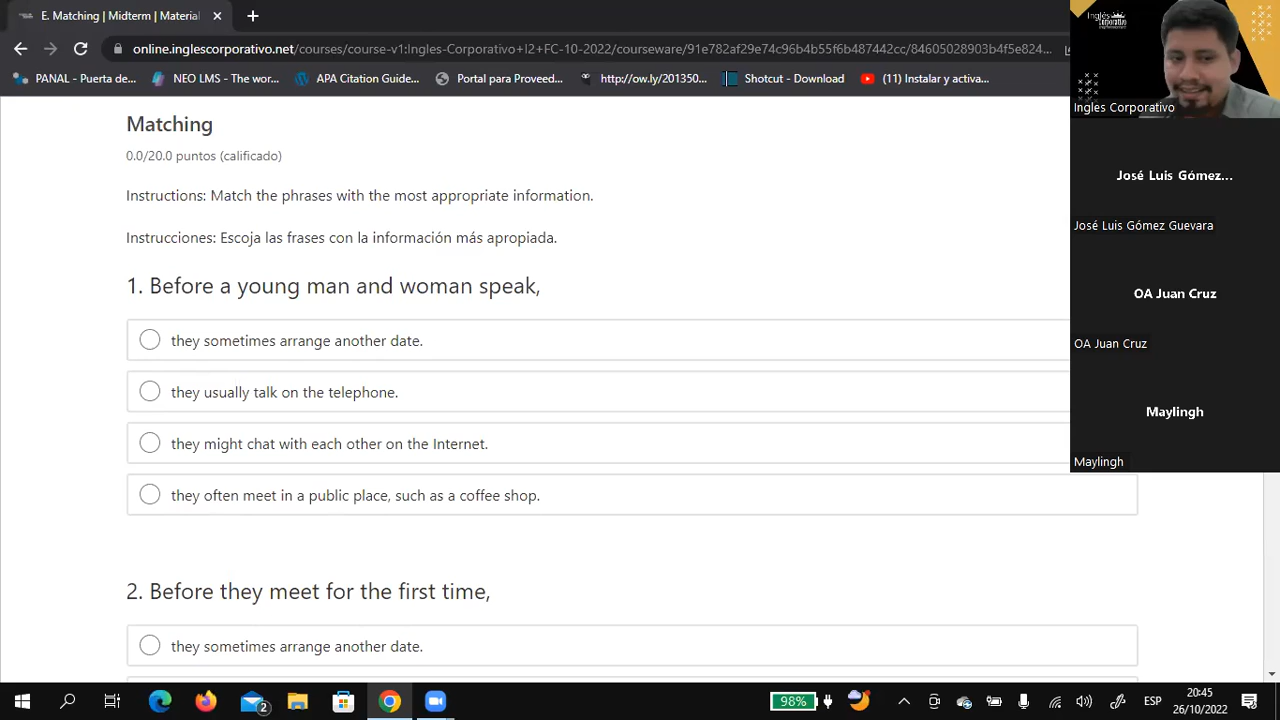 E. Matching | Midterm | Material
online.inglescorporativo.net/courses/course-v1:Ingles-Corporativo+I2+FC-10-2022/courseware/91e782af29e74c96b4b55f6b487442cc/84605028903b4f5e824...
PANAL - Puerta de...
NEO LMS - The wor...
APA Citation Guide...
Portal para Proveed...
http://ow.ly/201350...
Shotcut - Download
(11) Instalar y activa...
Matching
0.0/20.0 puntos (calificado)
Instructions: Match the phrases with the most appropriate information.
Instrucciones: Escoja las frases con la información más apropiada.
1. Before a young man and woman speak,
they sometimes arrange another date.
they usually talk on the telephone.
they might chat with each other on the Internet.
they often meet in a public place, such as a coffee shop.
2. Before they meet for the first time,
they sometimes arrange another date.
Inglés
Corporativo
Ingles Corporativo
José Luis Gómez...
José Luis Gómez Guevara
OA Juan Cruz
OA Juan Cruz
Maylingh
Maylingh
2
98%
ESP
20:45
26/10/2022